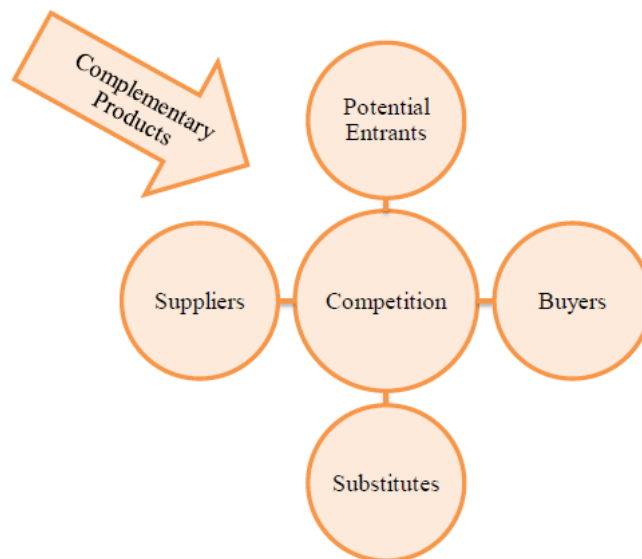 Complementary
Products
Potential
Entrants
Suppliers
Competition
Buyers
Substitutes